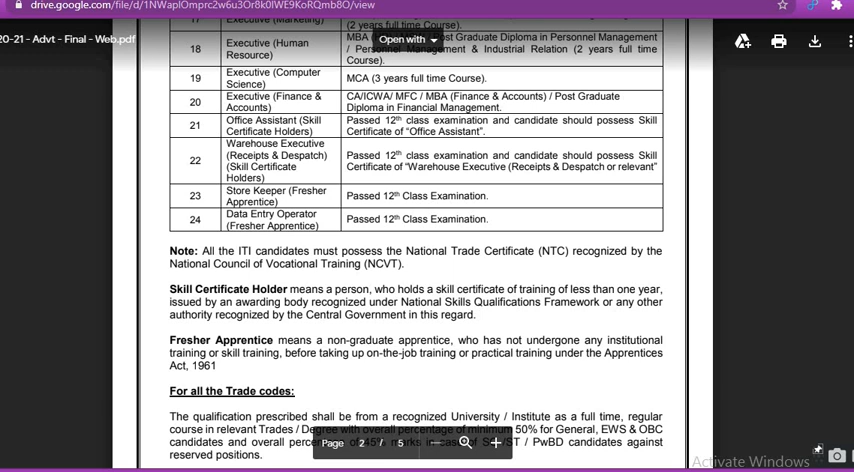 drive.google.com/file/d/1NWaplOmprc2w6u3Or8k0lWE9KoRQmb8O/view
20-21 - Advt - Final - Web.pdf
Open with
17 Executive (Marketing)
(2 years full time Course).
18 Executive (Human Resource) MBA Post Graduate Diploma in Personnel Management / Personnel Management & Industrial Relation (2 years full time Course).
19 Executive (Computer Science) MCA (3 years full time Course).
20 Executive (Finance & Accounts) CA/ICWA/ MFC / MBA (Finance & Accounts) / Post Graduate Diploma in Financial Management.
21 Office Assistant (Skill Certificate Holders) Passed 12th class examination and candidate should possess Skill Certificate of "Office Assistant".
22 Warehouse Executive (Receipts & Despatch) (Skill Certificate Holders) Passed 12th class examination and candidate should possess Skill Certificate of "Warehouse Executive (Receipts & Despatch or relevant"
23 Store Keeper (Fresher Apprentice) Passed 12th Class Examination.
24 Data Entry Operator (Fresher Apprentice) Passed 12th Class Examination.
Note: All the ITI candidates must possess the National Trade Certificate (NTC) recognized by the
National Council of Vocational Training (NCVT).
Skill Certificate Holder means a person, who holds a skill certificate of training of less than one year,
issued by an awarding body recognized under National Skills Qualifications Framework or any other
authority recognized by the Central Government in this regard.
Fresher Apprentice means a non-graduate apprentice, who has not undergone any institutional
training or skill training, before taking up on-the-job training or practical training under the Apprentices
Act, 1961
For all the Trade codes:
The qualification prescribed shall be from a recognized University / Institute as a full time, regular
course in relevant Trades / Degree with overall percentage of minimum 50% for General, EWS & OBC
candidates and overall percentage of 45% marks in case of SC/ST / PwBD candidates against
reserved positions.
Page 2 / 5
Activate Windows